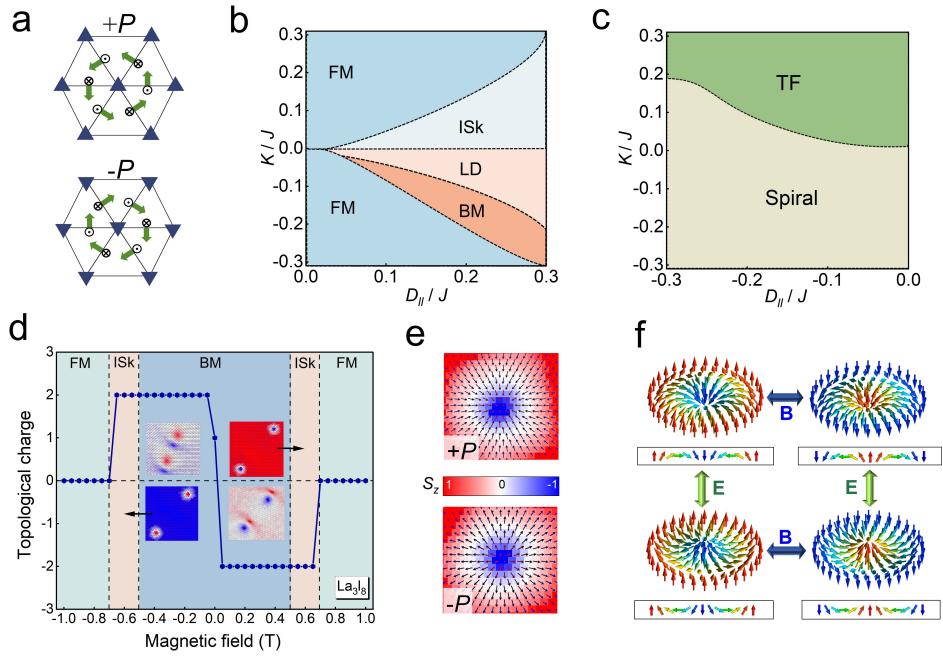 a
+P
-P
b
0.3
0.2
0.1
0.0
-0.1
-0.2
-0.3
K / J
FM
ISk
LD
BM
FM
0.0
0.1
0.2
0.3
D// / J
c
0.3
0.2
0.1
0.0
-0.1
-0.2
-0.3
K / J
TF
Spiral
-0.3
-0.2
-0.1
0.0
D// / J
d
FM
ISk
BM
ISk
FM
3
2
1
0
-1
-2
-3
Topological charge
La3I8
-1.0
-0.8
-0.6
-0.4
-0.2
0.0
0.2
0.4
0.6
0.8
1.0
Magnetic field (T)
e
+P
Sz
1
0
-1
-P
f
B
E
E
B